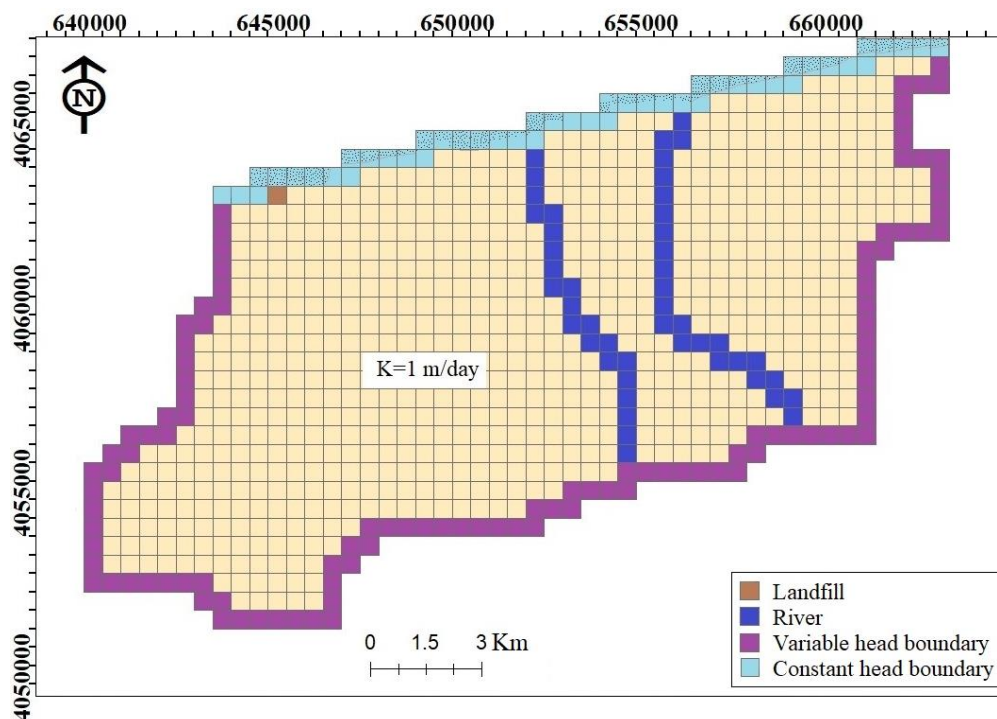 640000 645000 650000 655000 660000
N
4065000
4060000
4055000
4050000
K=1 m/day
Landfill
River
Variable head boundary
Constant head boundary
0 1.5 3 Km